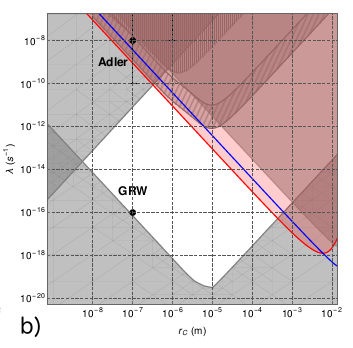 10⁻⁸
10⁻¹⁰
10⁻¹²
10⁻¹⁴
10⁻¹⁶
10⁻¹⁸
10⁻²⁰
λ (s⁻¹)
Adler
GRW
10⁻⁸ 10⁻⁷ 10⁻⁶ 10⁻⁵ 10⁻⁴ 10⁻³ 10⁻²
r_C (m)
b)